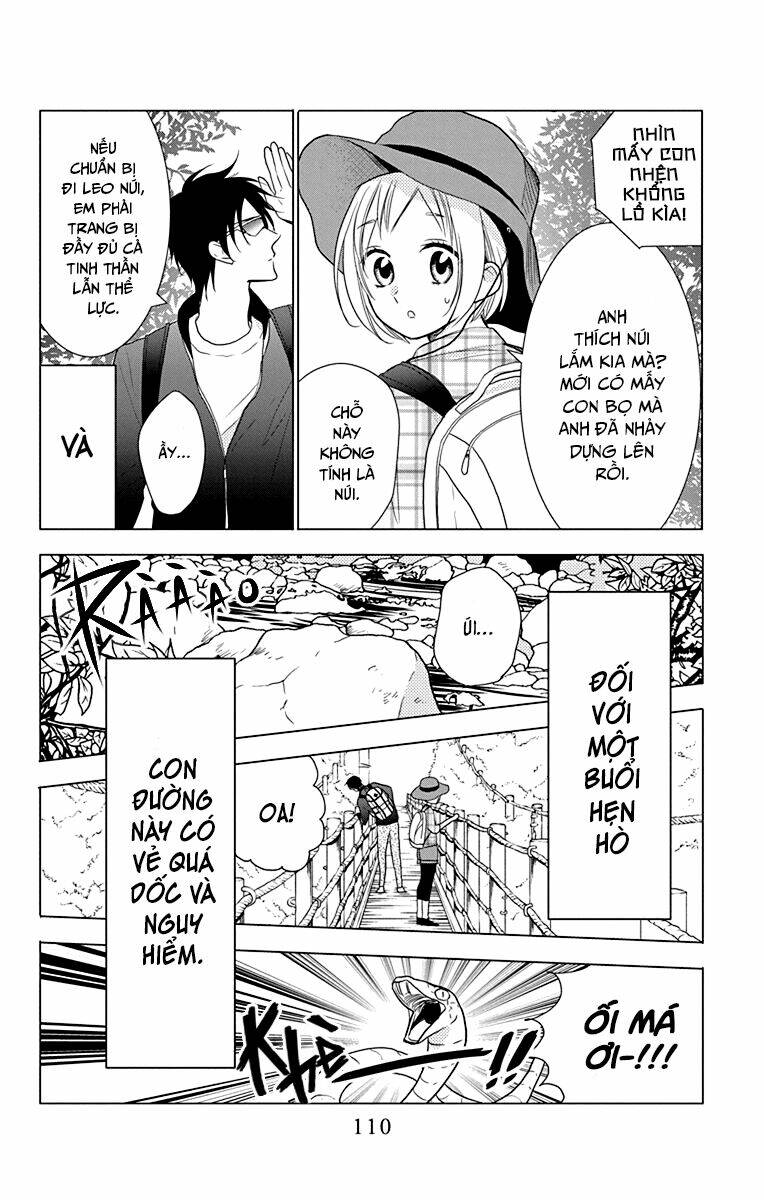 NHÌN
MẤY CON
NHỆN
KHỔNG
LỒ KÌA!
ANH
THÍCH NÚI
LẮM KIA MÀ?
MỚI CÓ MẤY
CON BỌ MÀ
ANH ĐÃ NHẢY
DỰNG LÊN
RỒI.
CHỖ
NÀY
KHÔNG
TÍNH LÀ
NÚI.
NẾU
CHUẨN BỊ
ĐI LEO NÚI,
EM PHẢI
TRANG BỊ
ĐẦY ĐỦ CẢ
TINH THẦN
LẪN THỂ
LỰC.
ẦY...
VÀ
ĐỐI
VỚI
MỘT
BUỔI
HẸN
HÒ
ÚI...
RÀÀÀO
OA!
CON
ĐƯỜNG
NÀY CÓ
VẺ QUÁ
DỐC VÀ
NGUY
HIỂM.
ỐI MÁ
ƠI-!!!
KHÈ—!!
110